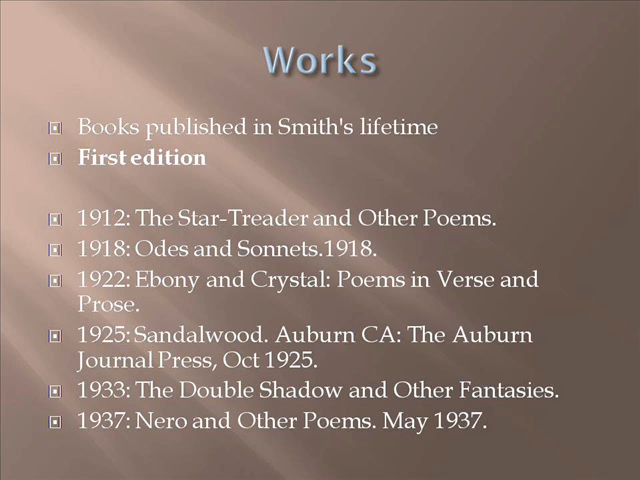 Works
Books published in Smith's lifetime
First edition
1912: The Star-Treader and Other Poems.
1918: Odes and Sonnets.1918.
1922: Ebony and Crystal: Poems in Verse and
Prose.
1925: Sandalwood. Auburn CA: The Auburn
Journal Press, Oct 1925.
1933: The Double Shadow and Other Fantasies.
1937: Nero and Other Poems. May 1937.